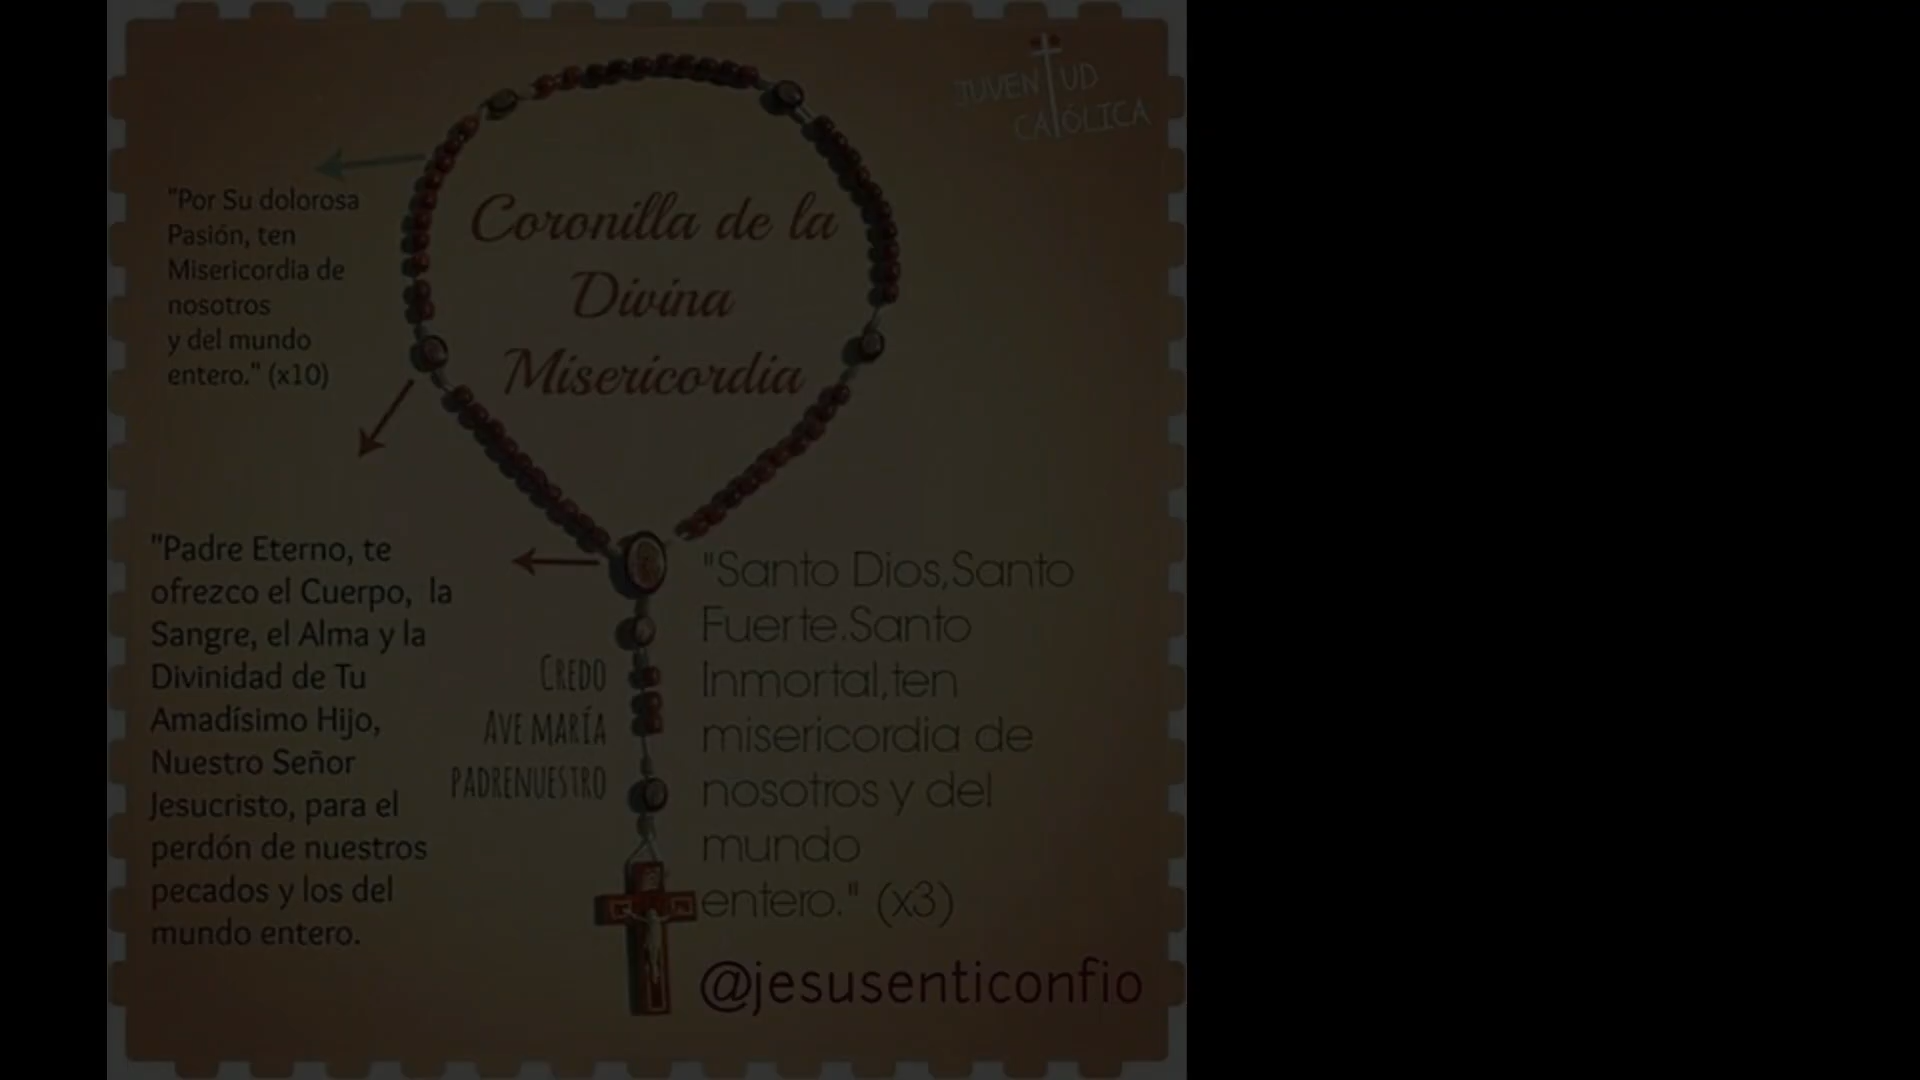 JUVENTUD
CATÓLICA
"Por Su dolorosa
Pasión, ten
Misericordia de
nosotros
y del mundo
entero." (x10)
Coronilla de la
Divina
Misericordia
"Padre Eterno, te
ofrezco el Cuerpo, la
Sangre, el Alma y la
Divinidad de Tu
Amadísimo Hijo,
Nuestro Señor
Jesucristo, para el
perdón de nuestros
pecados y los del
mundo entero.
CREDO
AVE MARÍA
PADRENUESTRO
"Santo Dios,Santo
Fuerte.Santo
Inmortal,ten
misericordia de
nosotros y del
mundo
entero." (x3)
@jesusenticonfio